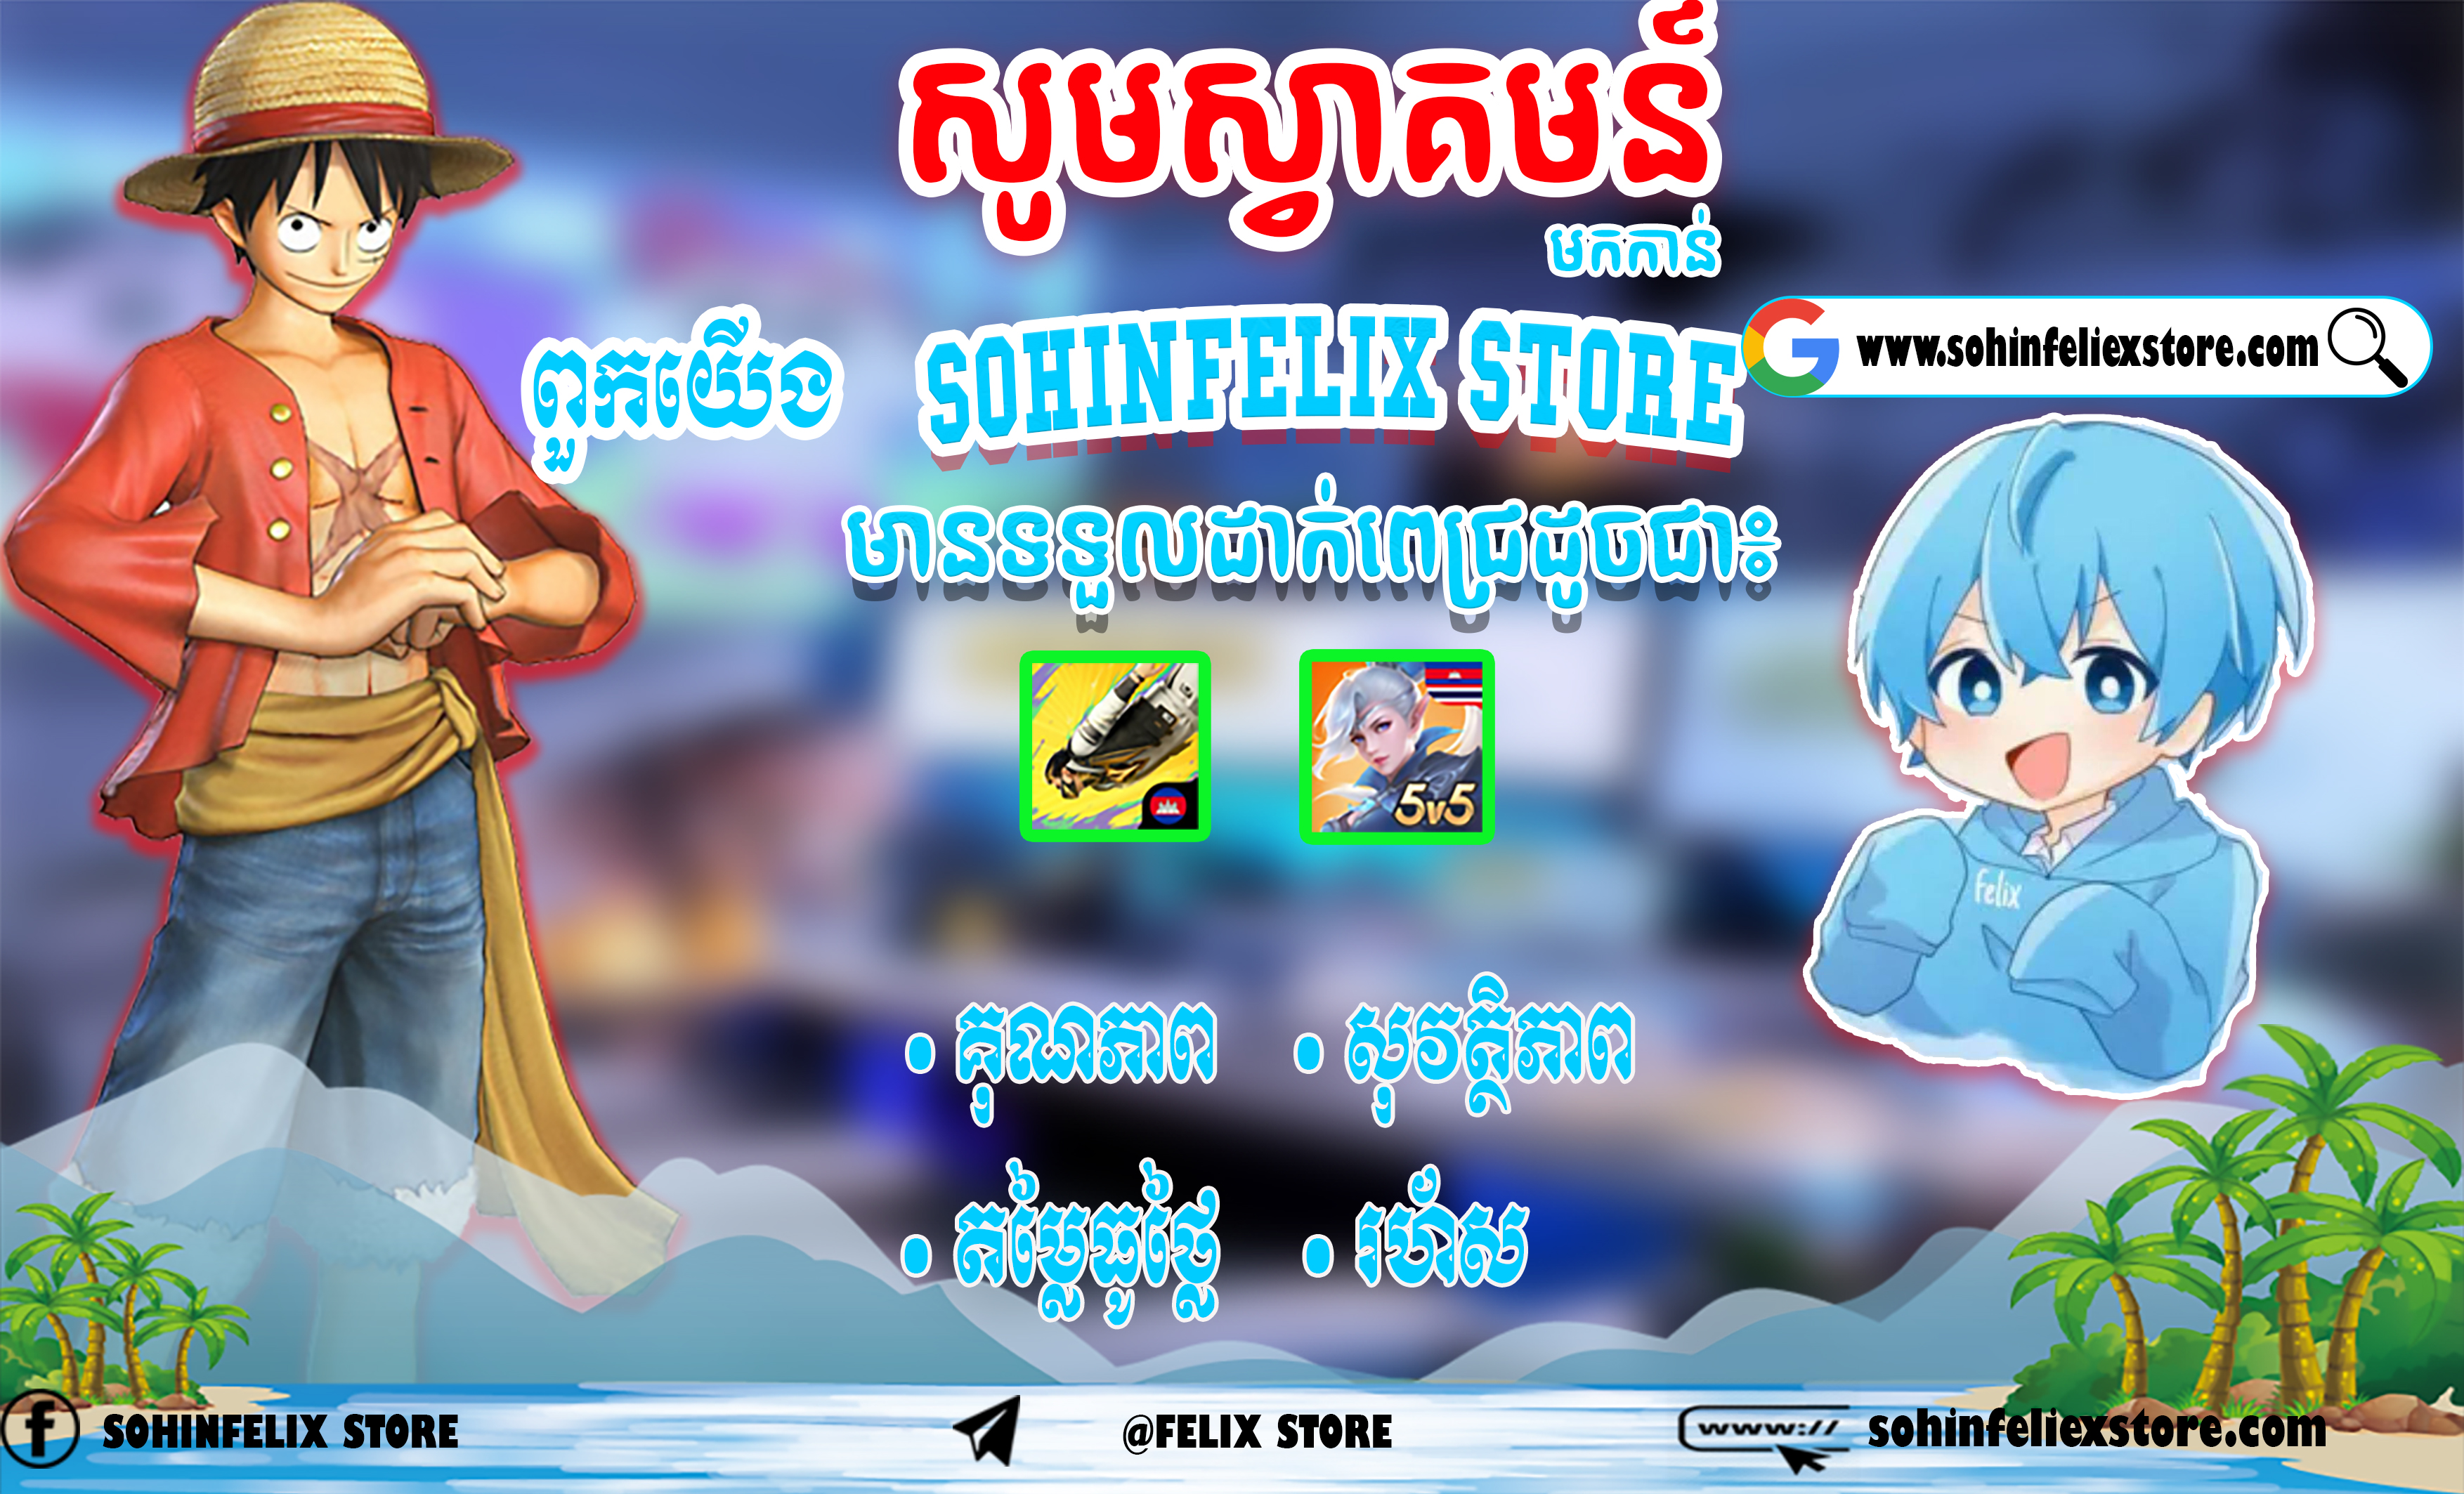 សូមស្វាគមន៍
មកកាន់
ពួកយើង SOHINFELIX STORE
www.sohinfeliexstore.com
មានទទួលដាក់ពេជ្រដូចជា៖
5v5
Felix
• គុណភាព • សុវត្ថិភាព
• តម្លៃធូថ្លៃ • រហ័ស
SOHINFELIX STORE @FELIX STORE www:// sohinfeliexstore.com